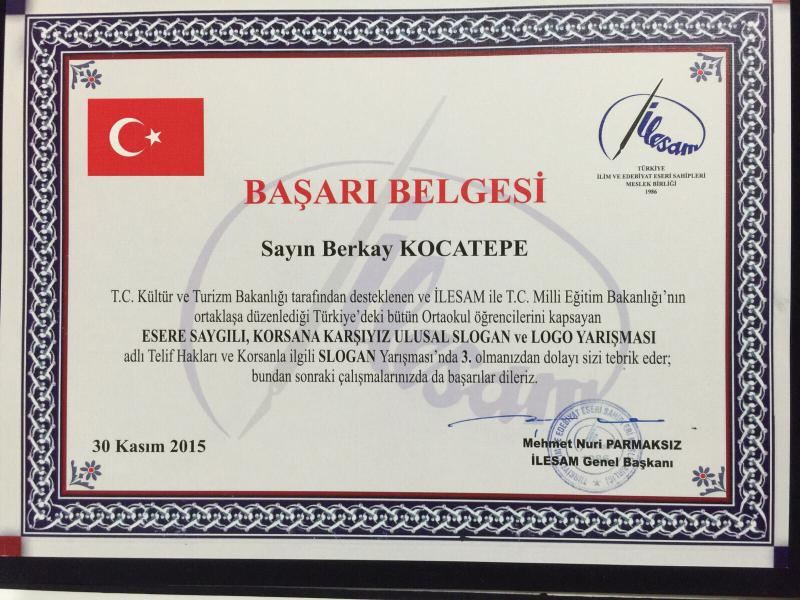 İlesam
TÜRKİYE
İLİM VE EDEBİYAT ESERİ SAHİPLERİ
MESLEK BİRLİĞİ
1986
BAŞARI BELGESİ
Sayın Berkay KOCATEPE
T.C. Kültür ve Turizm Bakanlığı tarafından desteklenen ve İLESAM ile T.C. Milli Eğitim Bakanlığı'nın
ortaklaşa düzenlediği Türkiye'deki bütün Ortaokul öğrencilerini kapsayan
ESERE SAYGILI, KORSANA KARŞIYIZ ULUSAL SLOGAN ve LOGO YARIŞMASI
adlı Telif Hakları ve Korsanla ilgili SLOGAN Yarışması'nda 3. olmanızdan dolayı sizi tebrik eder;
bundan sonraki çalışmalarınızda da başarılar dileriz.
30 Kasım 2015
Mehmet Nuri PARMAKSIZ
İLESAM Genel Başkanı